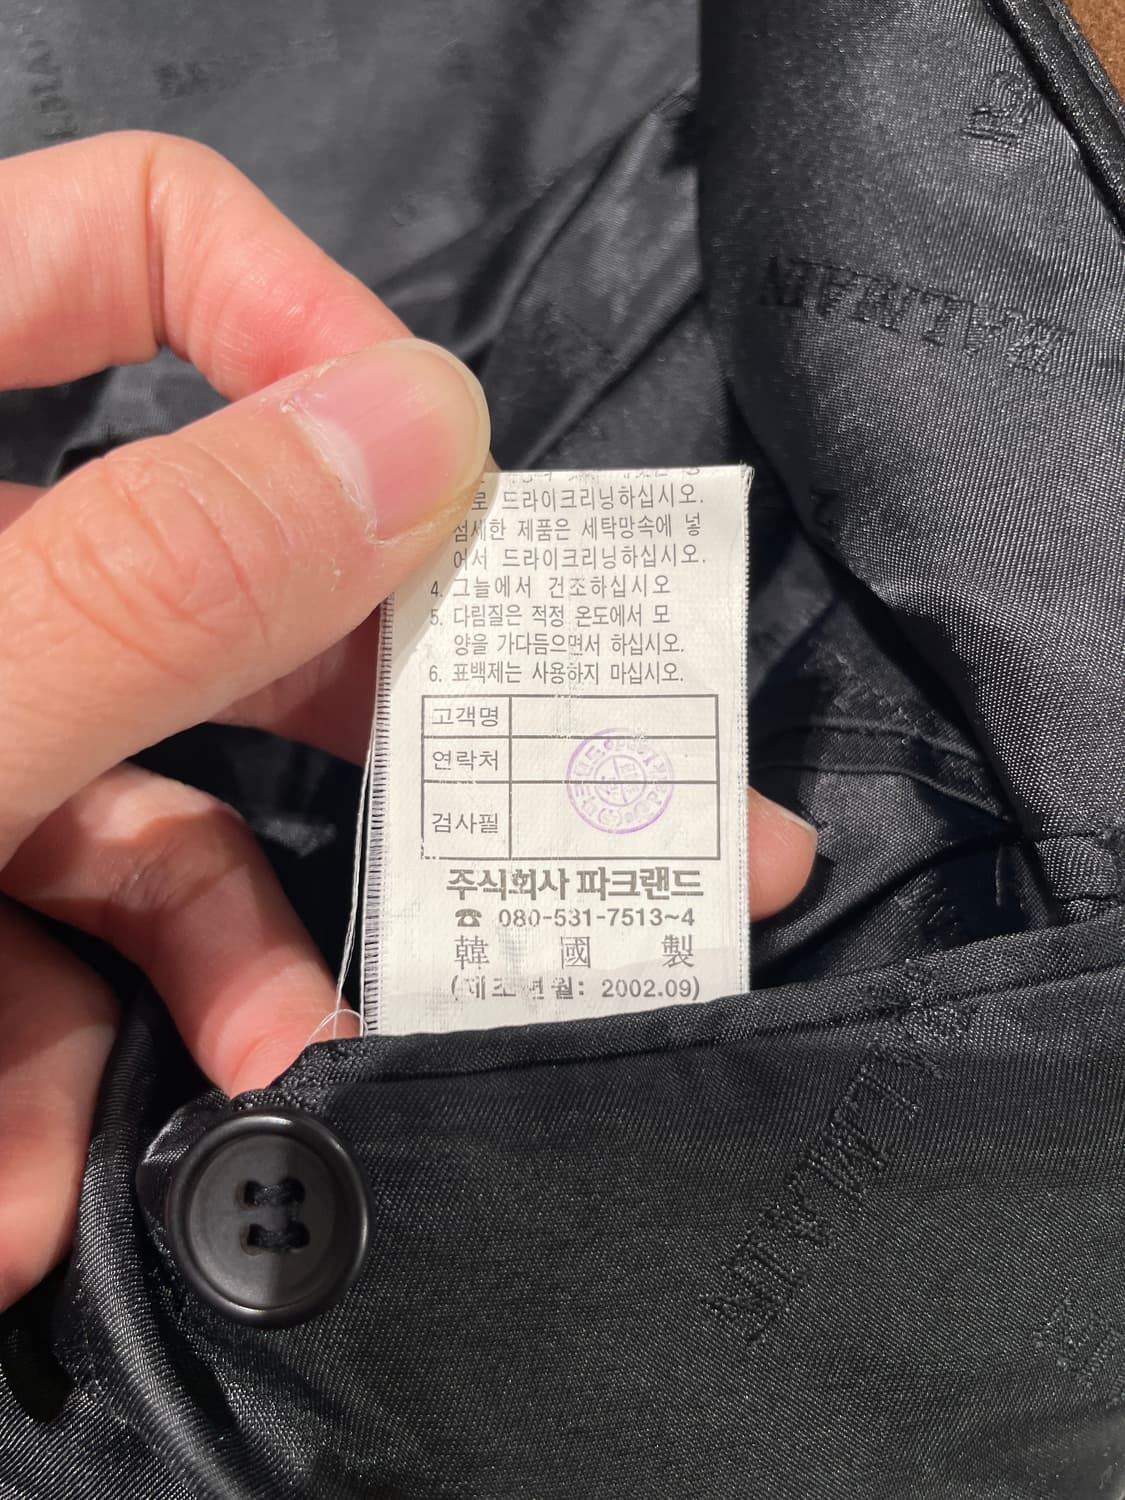 로 드라이크리닝하십시오.
섬세한 제품은 세탁망속에 넣
어서 드라이크리닝하십시오.
4. 그늘에서 건조하십시오
5. 다림질은 적정 온도에서 모
양을 가다듬으면서 하십시오.
6. 표백제는 사용하지 마십시오.
고객명
연락처
검사필
주식회사 파크랜드
☎ 080-531-7513~4
韓 國 製
(제조년월: 2002.09)